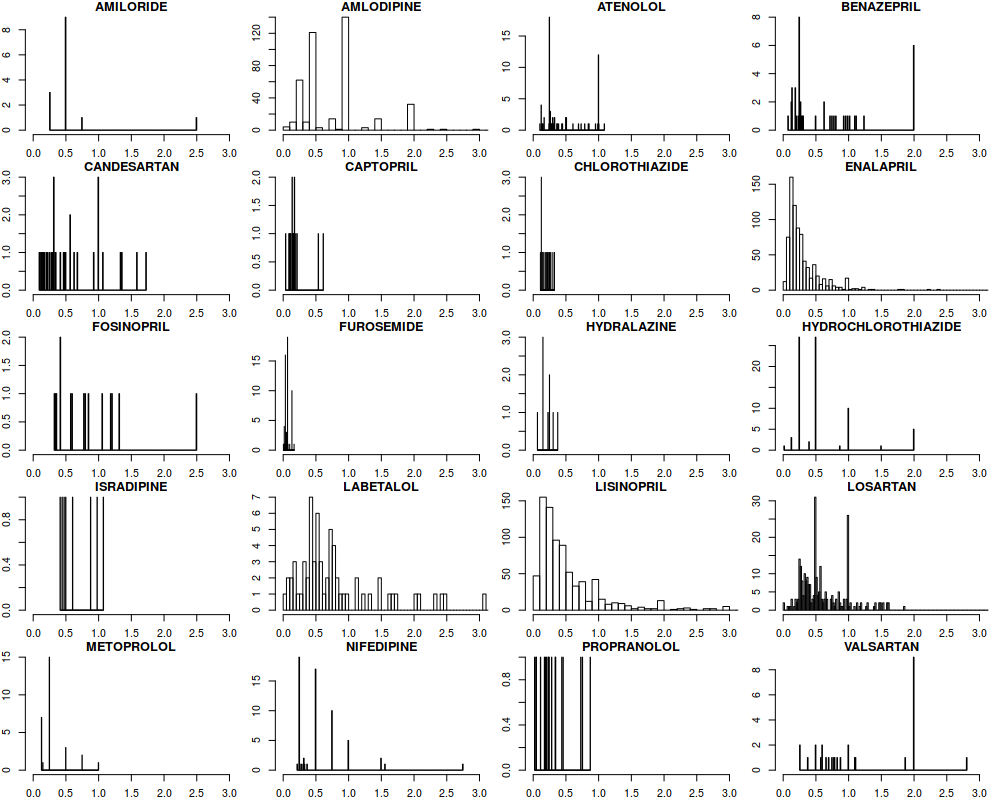 AMILORIDE AMLODIPINE ATENOLOL BENAZEPRIL
0 2 4 6 8 0 40 80 120 0 5 10 15 0 2 4 6 8
0.0 0.5 1.0 1.5 2.0 2.5 3.0 0.0 0.5 1.0 1.5 2.0 2.5 3.0 0.0 0.5 1.0 1.5 2.0 2.5 3.0 0.0 0.5 1.0 1.5 2.0 2.5 3.0
CANDESARTAN CAPTOPRIL CHLOROTHIAZIDE ENALAPRIL
0.0 1.0 2.0 3.0 0.0 0.5 1.0 1.5 2.0 0.0 1.0 2.0 3.0 0 50 100 150
0.0 0.5 1.0 1.5 2.0 2.5 3.0 0.0 0.5 1.0 1.5 2.0 2.5 3.0 0.0 0.5 1.0 1.5 2.0 2.5 3.0 0.0 0.5 1.0 1.5 2.0 2.5 3.0
FOSINOPRIL FUROSEMIDE HYDRALAZINE HYDROCHLOROTHIAZIDE
0.0 0.5 1.0 1.5 2.0 0 5 10 15 0.0 1.0 2.0 3.0 0 5 10 20
0.0 0.5 1.0 1.5 2.0 2.5 3.0 0.0 0.5 1.0 1.5 2.0 2.5 3.0 0.0 0.5 1.0 1.5 2.0 2.5 3.0 0.0 0.5 1.0 1.5 2.0 2.5 3.0
ISRADIPINE LABETALOL LISINOPRIL LOSARTAN
0.0 0.4 0.8 0 1 2 3 4 5 6 7 0 50 100 150 0 5 10 20 30
0.0 0.5 1.0 1.5 2.0 2.5 3.0 0.0 0.5 1.0 1.5 2.0 2.5 3.0 0.0 0.5 1.0 1.5 2.0 2.5 3.0 0.0 0.5 1.0 1.5 2.0 2.5 3.0
METOPROLOL NIFEDIPINE PROPRANOLOL VALSARTAN
0 5 10 15 0 5 10 15 0.0 0.4 0.8 0 2 4 6 8
0.0 0.5 1.0 1.5 2.0 2.5 3.0 0.0 0.5 1.0 1.5 2.0 2.5 3.0 0.0 0.5 1.0 1.5 2.0 2.5 3.0 0.0 0.5 1.0 1.5 2.0 2.5 3.0